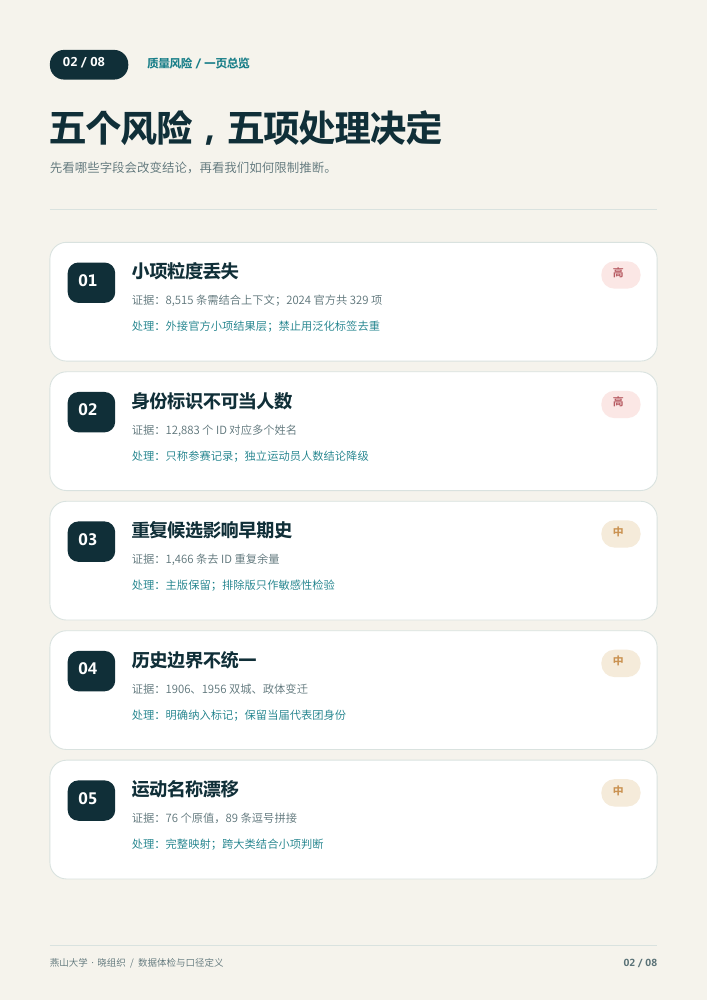 02 / 08
质量风险 / 一页总览
五个风险，五项处理决定
先看哪些字段会改变结论，再看我们如何限制推断。
01
小项粒度丢失
高
证据：8,515 条需结合上下文；2024 官方共 329 项
处理：外接官方小项结果层；禁止用泛化标签去重
02
身份标识不可当人数
高
证据：12,883 个 ID 对应多个姓名
处理：只称参赛记录；独立运动员人数结论降级
03
重复候选影响早期史
中
证据：1,466 条去 ID 重复余量
处理：主版保留；排除版只作敏感性检验
04
历史边界不统一
中
证据：1906、1956 双城、政体变迁
处理：明确纳入标记；保留当届代表团身份
05
运动名称漂移
中
证据：76 个原值，89 条逗号拼接
处理：完整映射；跨大类结合小项判断
燕山大学 · 晓组织 / 数据体检与口径定义
02 / 08